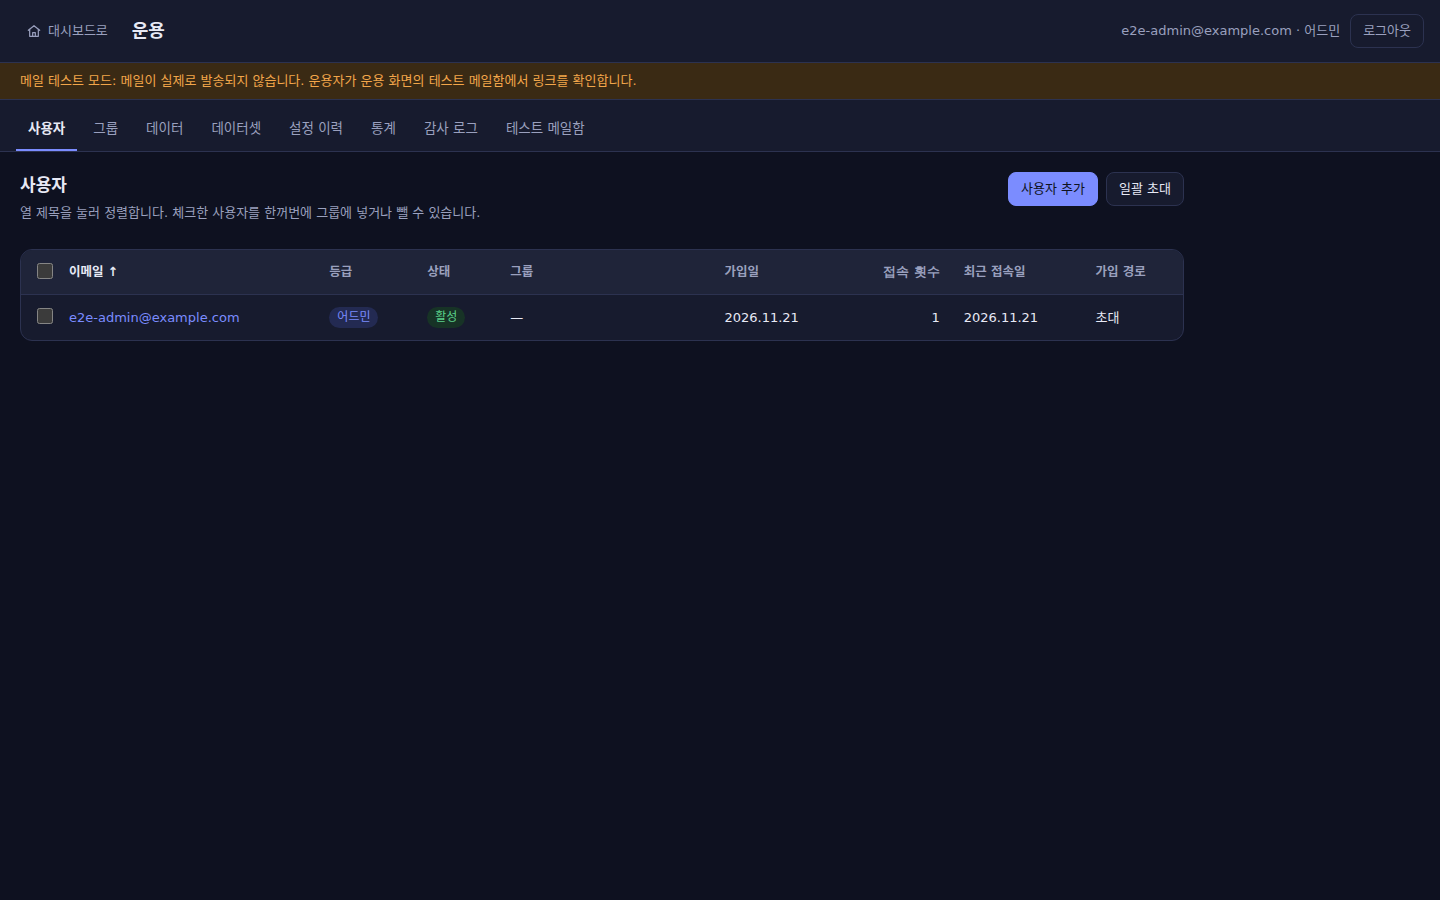 대시보드로 운용 e2e-admin@example.com · 어드민 로그아웃
메일 테스트 모드: 메일이 실제로 발송되지 않습니다. 운용자가 운용 화면의 테스트 메일함에서 링크를 확인합니다.
사용자 그룹 데이터 데이터셋 설정 이력 통계 감사 로그 테스트 메일함
사용자
사용자 추가 일괄 초대
열 제목을 눌러 정렬합니다. 체크한 사용자를 한꺼번에 그룹에 넣거나 뺄 수 있습니다.
이메일 ↑ 등급 상태 그룹 가입일 접속 횟수 최근 접속일 가입 경로
e2e-admin@example.com 어드민 활성 — 2026.11.21 1 2026.11.21 초대